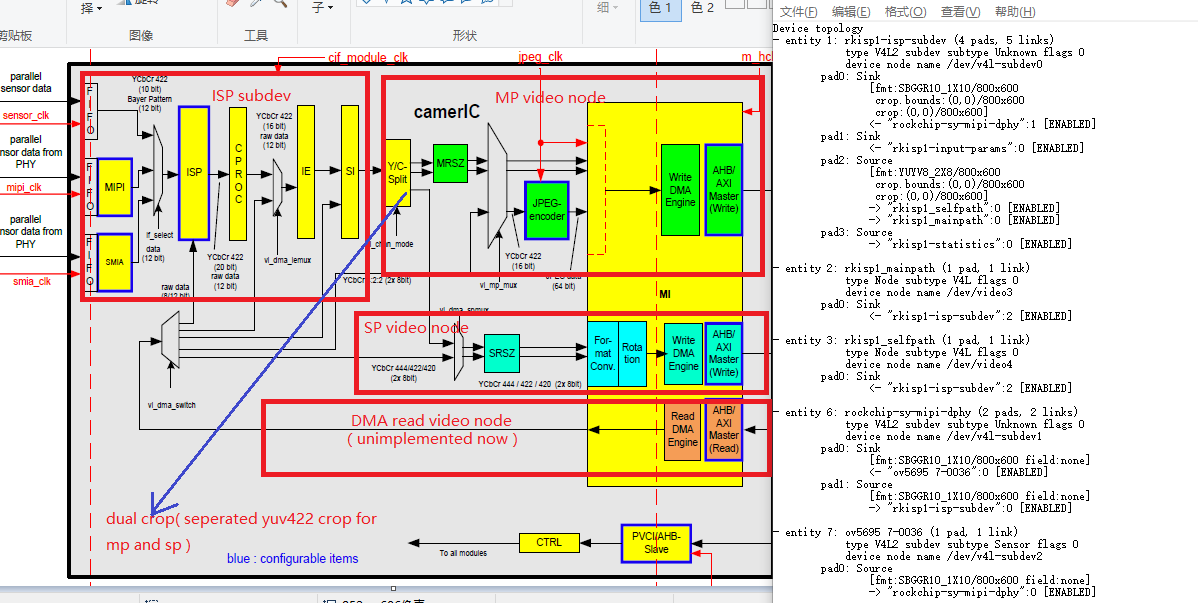 择
旋转
子
细
色 1
色 2
剪贴板
图像
工具
形状
parallel
sensor data
sensor_clk
parallel
nsor data from
PHY
mipi_clk
parallel
nsor data from
PHY
smia_clk
cif_module_clk
jpeg_clk
m_hcl
ISP subdev
MP video node
camerIC
YCbCr 422
(10 bit)
Bayer Pattern
(12 bit)
FIFO
FIFO
FIFO
MIPI
SMIA
if_select
data
(12 bit)
ISP
CPROC
YCbCr 422
(16 bit)
raw data
(12 bit)
IE
SI
YCbCr 422
(20 bit)
raw data
(12 bit)
vi_dma_iemux
raw data
(8/12 bit)
Y/C-
Split
MRSZ
JPEG-
encoder
Write
DMA
Engine
AHB/
AXI
Master
(Write)
YCbCr 422
(16 bit)
vi_mp_mux
(64 bit)
MI
vi_dma_spmux
SP video node
SRSZ
For-
mat
Conv.
Rota
tion
Write
DMA
Engine
AHB/
AXI
Master
(Write)
YCbCr 444/422/420
(2x 8bit)
YCbCr 444 / 422 / 420 (2x 8bit)
vi_dma_switch
DMA read video node
( unimplemented now )
Read
DMA
Engine
AHB/
AXI
Master
(Read)
dual crop( seperated yuv422 crop for
mp and sp )
blue : configurable items
To all modules
CTRL
PVCI/AHB-
Slave
文件(F) 编辑(E) 格式(O) 查看(V) 帮助(H)
Device topology
- entity 1: rkisp1-isp-subdev (4 pads, 5 links)
type V4L2 subdev subtype Unknown flags 0
device node name /dev/v4l-subdev0
pad0: Sink
[fmt:SBGGR10_1X10/800x600
crop.bounds:(0,0)/800x600
crop:(0,0)/800x600]
<- "rockchip-sy-mipi-dphy":1 [ENABLED]
pad1: Sink
<- "rkisp1-input-params":0 [ENABLED]
pad2: Source
[fmt:YUYV8_2X8/800x600
crop.bounds:(0,0)/800x600
crop:(0,0)/800x600]
-> "rkisp1_selfpath":0 [ENABLED]
-> "rkisp1_mainpath":0 [ENABLED]
pad3: Source
-> "rkisp1-statistics":0 [ENABLED]
- entity 2: rkisp1_mainpath (1 pad, 1 link)
type Node subtype V4L flags 0
device node name /dev/video3
pad0: Sink
<- "rkisp1-isp-subdev":2 [ENABLED]
- entity 3: rkisp1_selfpath (1 pad, 1 link)
type Node subtype V4L flags 0
device node name /dev/video4
pad0: Sink
<- "rkisp1-isp-subdev":2 [ENABLED]
- entity 6: rockchip-sy-mipi-dphy (2 pads, 2 links)
type V4L2 subdev subtype Unknown flags 0
device node name /dev/v4l-subdev1
pad0: Sink
[fmt:SBGGR10_1X10/800x600 field:none]
<- "ov5695 7-0036":0 [ENABLED]
pad1: Source
[fmt:SBGGR10_1X10/800x600 field:none]
-> "rkisp1-isp-subdev":0 [ENABLED]
- entity 7: ov5695 7-0036 (1 pad, 1 link)
type V4L2 subdev subtype Sensor flags 0
device node name /dev/v4l-subdev2
pad0: Source
[fmt:SBGGR10_1X10/800x600 field:none]
-> "rockchip-sy-mipi-dphy":0 [ENABLED]